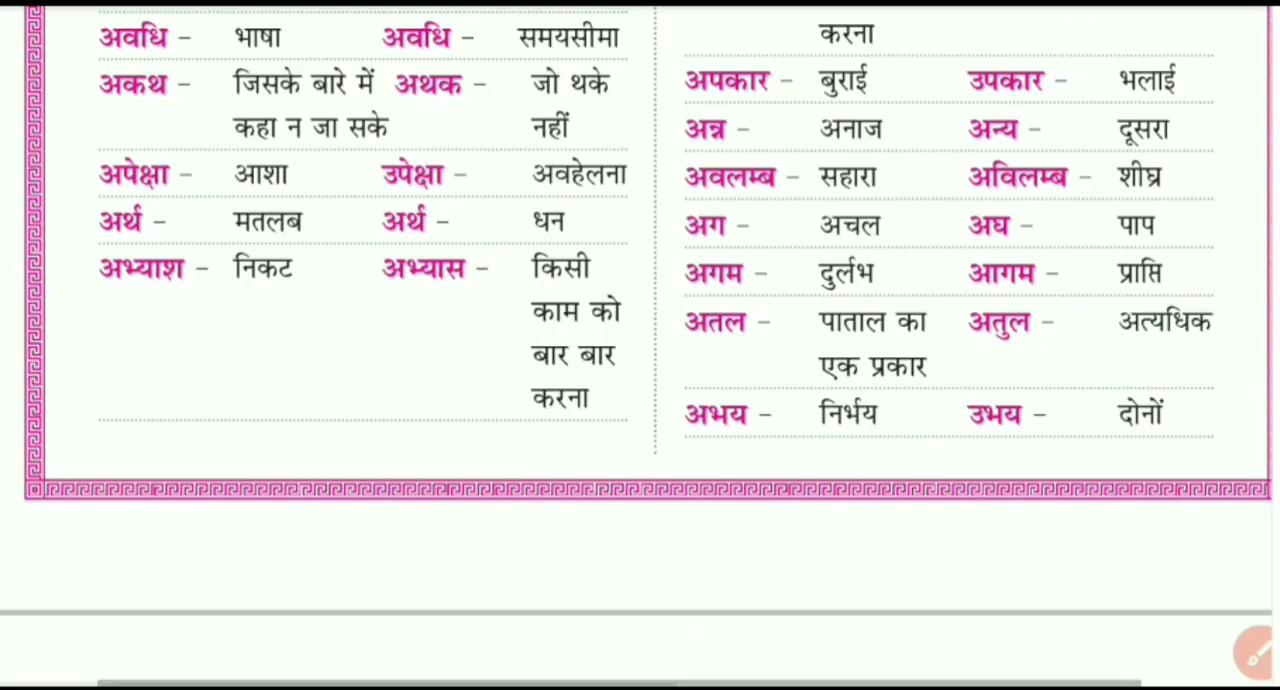 अवधि – भाषा अवधि – समयसीमा
अकथ – जिसके बारे में अथक – जो थके
कहा न जा सके नहीं
अपेक्षा – आशा उपेक्षा – अवहेलना
अर्थ – मतलब अर्थ – धन
अभ्याश – निकट अभ्यास – किसी
काम को
बार बार
करना
करना
अपकार – बुराई उपकार – भलाई
अन्न – अनाज अन्य – दूसरा
अवलम्ब – सहारा अविलम्ब – शीघ्र
अग – अचल अघ – पाप
अगम – दुर्लभ आगम – प्राप्ति
अतल – पाताल का अतुल – अत्यधिक
एक प्रकार
अभय – निर्भय उभय – दोनों